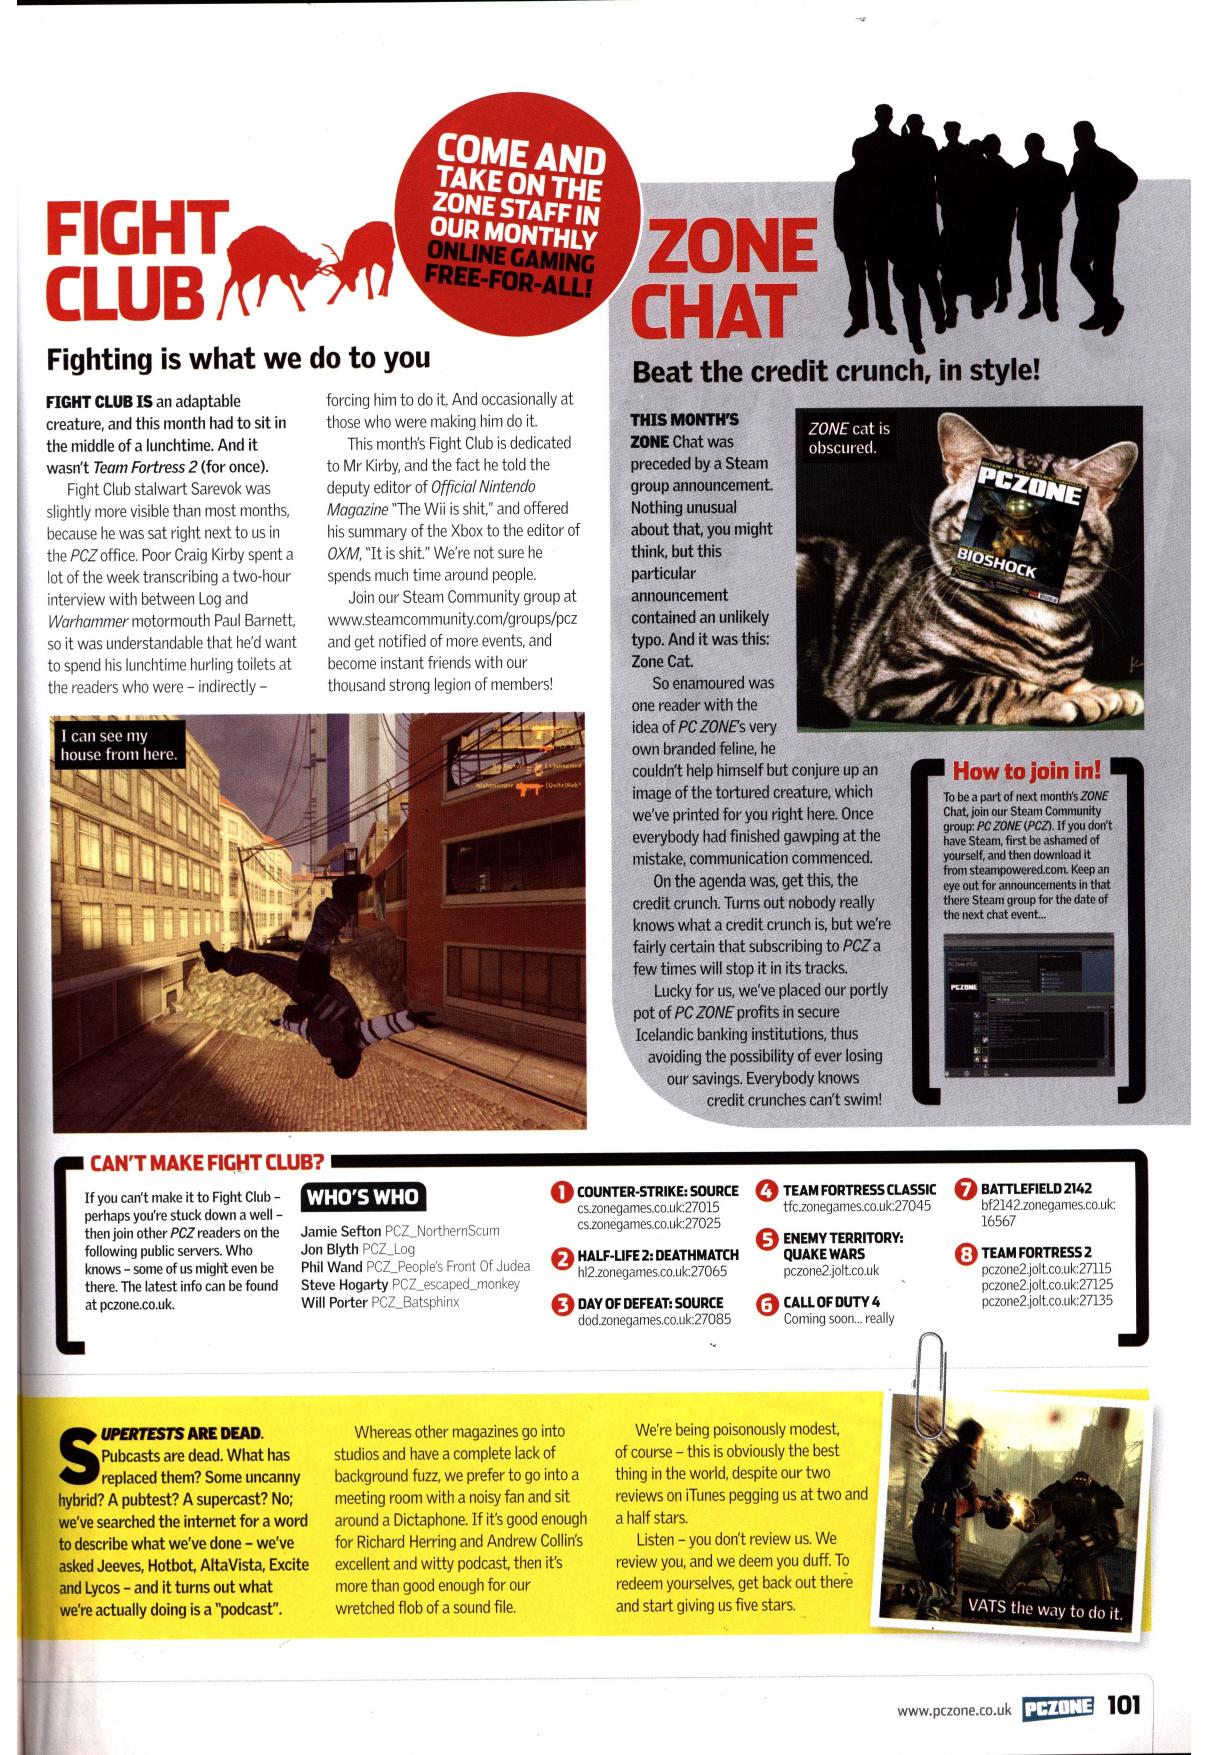 FIGHT
CLUB
COME AND
TAKE ON THE
ZONE STAFF IN
OUR MONTHLY
ONLINE GAMING
FREE-FOR-ALL!
Fighting is what we do to you
FIGHT CLUB IS an adaptable
creature, and this month had to sit in
the middle of a lunchtime. And it
wasn't Team Fortress 2 (for once).
Fight Club stalwart Sarevok was
slightly more visible than most months,
because he was sat right next to us in
the PCZ office. Poor Craig Kirby spent a
lot of the week transcribing a two-hour
interview with between Log and
Warhammer motormouth Paul Barnett,
so it was understandable that he'd want
to spend his lunchtime hurling toilets at
the readers who were – indirectly –
forcing him to do it. And occasionally at
those who were making him do it.
This month's Fight Club is dedicated
to Mr Kirby, and the fact he told the
deputy editor of Official Nintendo
Magazine "The Wii is shit," and offered
his summary of the Xbox to the editor of
OXM, "It is shit." We're not sure he
spends much time around people.
Join our Steam Community group at
www.steamcommunity.com/groups/pcz
and get notified of more events, and
become instant friends with our
thousand strong legion of members!
I can see my
house from here.
ZONE
CHAT
Beat the credit crunch, in style!
THIS MONTH'S
ZONE Chat was
preceded by a Steam
group announcement.
Nothing unusual
about that, you might
think, but this
particular
announcement
contained an unlikely
typo. And it was this:
Zone Cat.
So enamoured was
one reader with the
idea of PC ZONE's very
own branded feline, he
couldn't help himself but conjure up an
image of the tortured creature, which
we've printed for you right here. Once
everybody had finished gawping at the
mistake, communication commenced.
On the agenda was, get this, the
credit crunch. Turns out nobody really
knows what a credit crunch is, but we're
fairly certain that subscribing to PCZ a
few times will stop it in its tracks.
Lucky for us, we've placed our portly
pot of PC ZONE profits in secure
Icelandic banking institutions, thus
avoiding the possibility of ever losing
our savings. Everybody knows
credit crunches can't swim!
ZONE cat is
obscured.
PCZONE
BIOSHOCK
How to join in!
To be a part of next month's ZONE
Chat, join our Steam Community
group: PC ZONE (PCZ). If you don't
have Steam, first be ashamed of
yourself, and then download it
from steampowered.com. Keep an
eye out for announcements in that
there Steam group for the date of
the next chat event...
PCZONE
CAN'T MAKE FIGHT CLUB?
If you can't make it to Fight Club –
perhaps you're stuck down a well –
then join other PCZ readers on the
following public servers. Who
knows – some of us might even be
there. The latest info can be found
at pczone.co.uk.
WHO'S WHO
Jamie Sefton PCZ_NorthernScum
Jon Blyth PCZ_Log
Phil Wand PCZ_People's Front Of Judea
Steve Hogarty PCZ_escaped_monkey
Will Porter PCZ_Batsphinx
1 COUNTER-STRIKE: SOURCE
cs.zonegames.co.uk:27015
cs.zonegames.co.uk:27025
2 HALF-LIFE 2: DEATHMATCH
hl2.zonegames.co.uk:27065
3 DAY OF DEFEAT: SOURCE
dod.zonegames.co.uk:27085
4 TEAM FORTRESS CLASSIC
tfc.zonegames.co.uk:27045
5 ENEMY TERRITORY:
QUAKE WARS
pczone2.jolt.co.uk
6 CALL OF DUTY 4
Coming soon... really
7 BATTLEFIELD 2142
bf2142.zonegames.co.uk:
16567
8 TEAM FORTRESS 2
pczone2.jolt.co.uk:27115
pczone2.jolt.co.uk:27125
pczone2.jolt.co.uk:27135
SUPERTESTS ARE DEAD.
Pubcasts are dead. What has
replaced them? Some uncanny
hybrid? A pubtest? A supercast? No;
we've searched the internet for a word
to describe what we've done – we've
asked Jeeves, Hotbot, AltaVista, Excite
and Lycos – and it turns out what
we're actually doing is a "podcast".
Whereas other magazines go into
studios and have a complete lack of
background fuzz, we prefer to go into a
meeting room with a noisy fan and sit
around a Dictaphone. If it's good enough
for Richard Herring and Andrew Collin's
excellent and witty podcast, then it's
more than good enough for our
wretched flob of a sound file.
We're being poisonously modest,
of course – this is obviously the best
thing in the world, despite our two
reviews on iTunes pegging us at two and
a half stars.
Listen – you don't review us. We
review you, and we deem you duff. To
redeem yourselves, get back out there
and start giving us five stars.
VATS the way to do it.
www.pczone.co.uk PCZONE 101